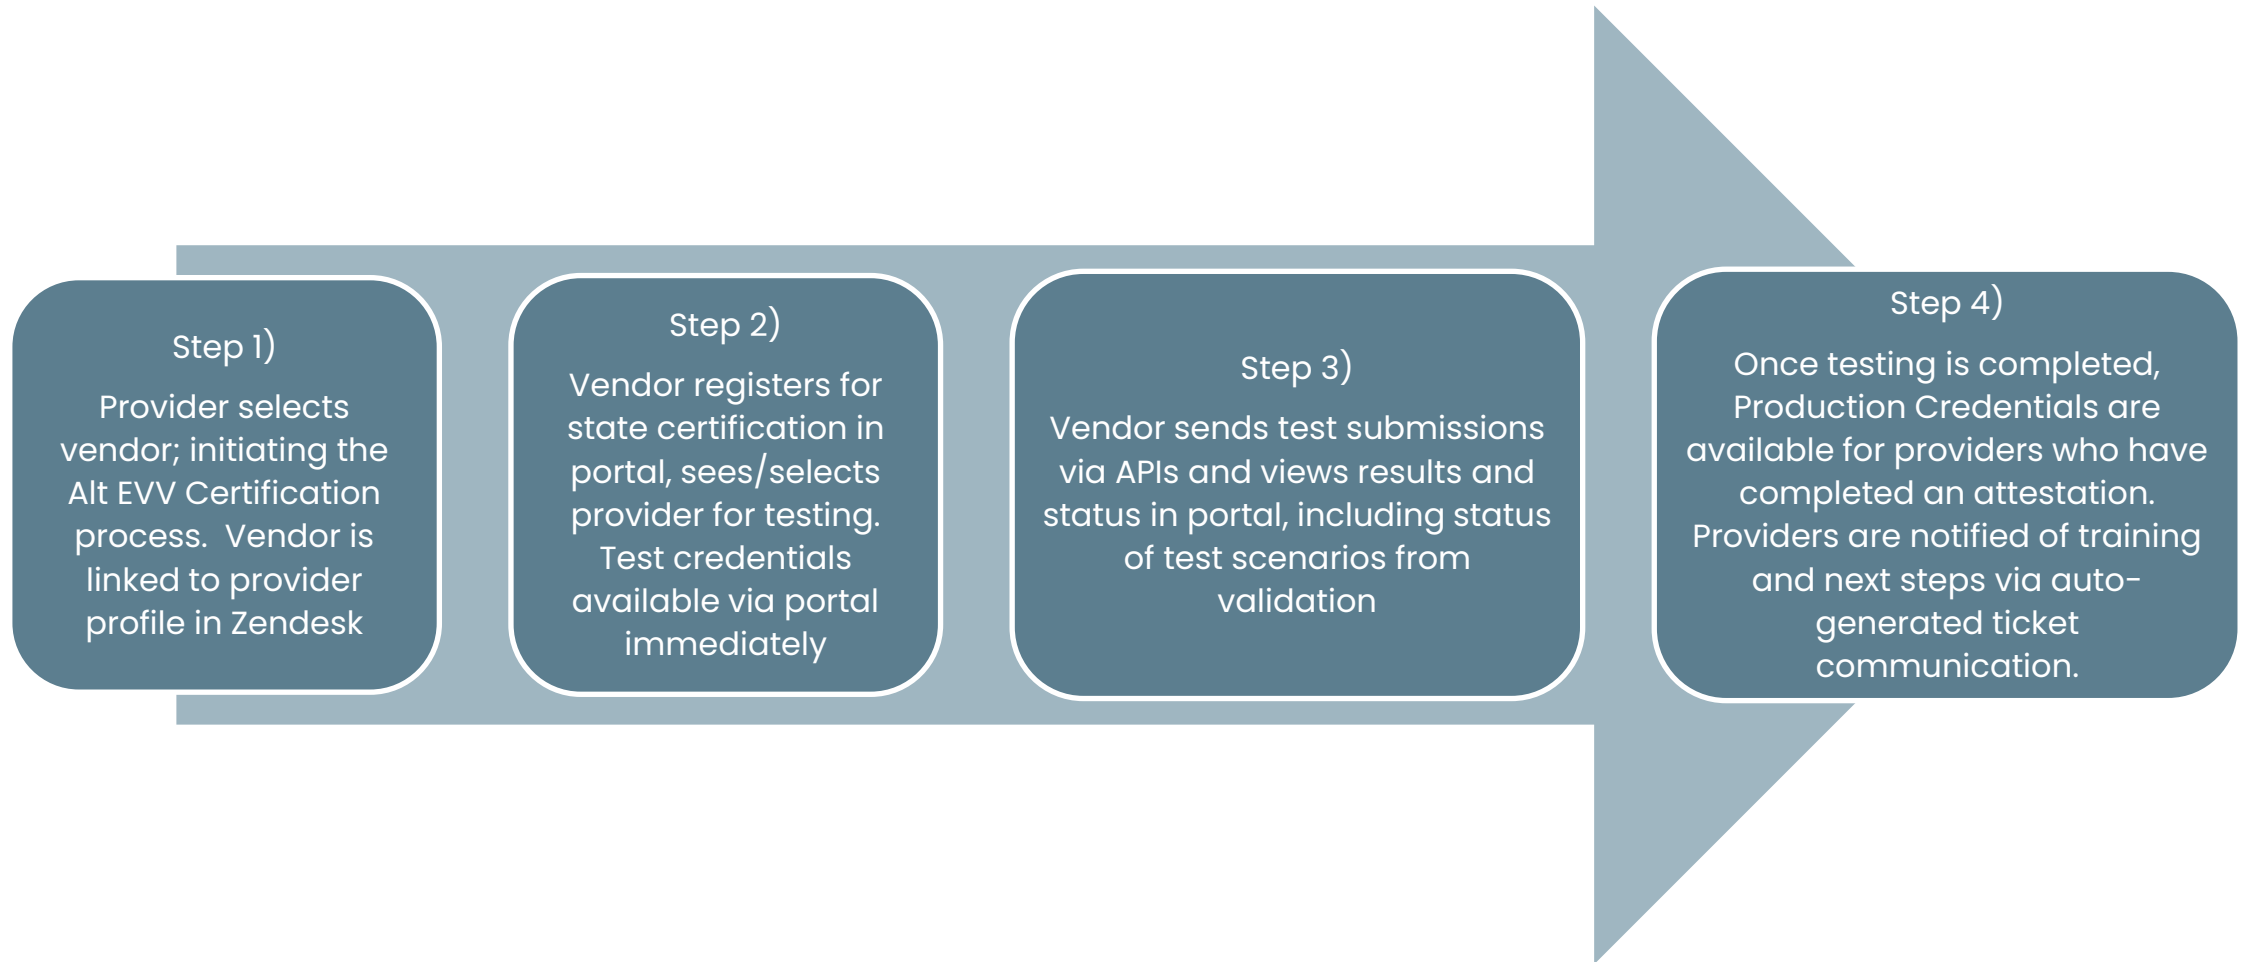 Step 1)
Provider selects
vendor; initiating the
Alt EVV Certification
process.  Vendor is
linked to provider
profile in Zendesk
Step 2)
Vendor registers for
state certification in
portal, sees/selects
provider for testing.
Test credentials
available via portal
immediately
Step 3)
Vendor sends test submissions
via APIs and views results and
status in portal, including status
of test scenarios from
validation
Step 4)
Once testing is completed,
Production Credentials are
available for providers who have
completed an attestation.
Providers are notified of training
and next steps via auto-
generated ticket
communication.